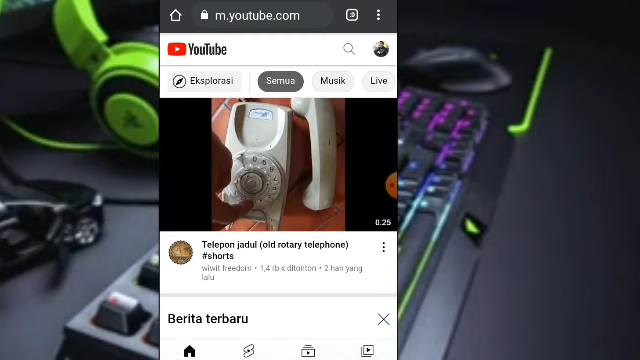 m.youtube.com
YouTube
Eksplorasi
Semua
Musik
Live
0.25
Telepon jadul (old rotary telephone)
#shorts
wiwit freedom • 1,4 rb x ditonton • 2 hari yang
lalu
Berita terbaru